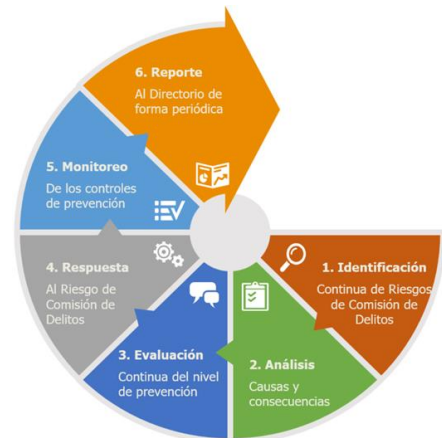 6. Reporte
Al Directorio de
forma periódica
5. Monitoreo
De los controles
de prevención
4. Respuesta
Al Riesgo de
Comisión de
Delitos
3. Evaluación
Continua del nivel
de prevención
2. Análisis
Causas y
consecuencias
1. Identificación
Continua de Riesgos
de Comisión de
Delitos